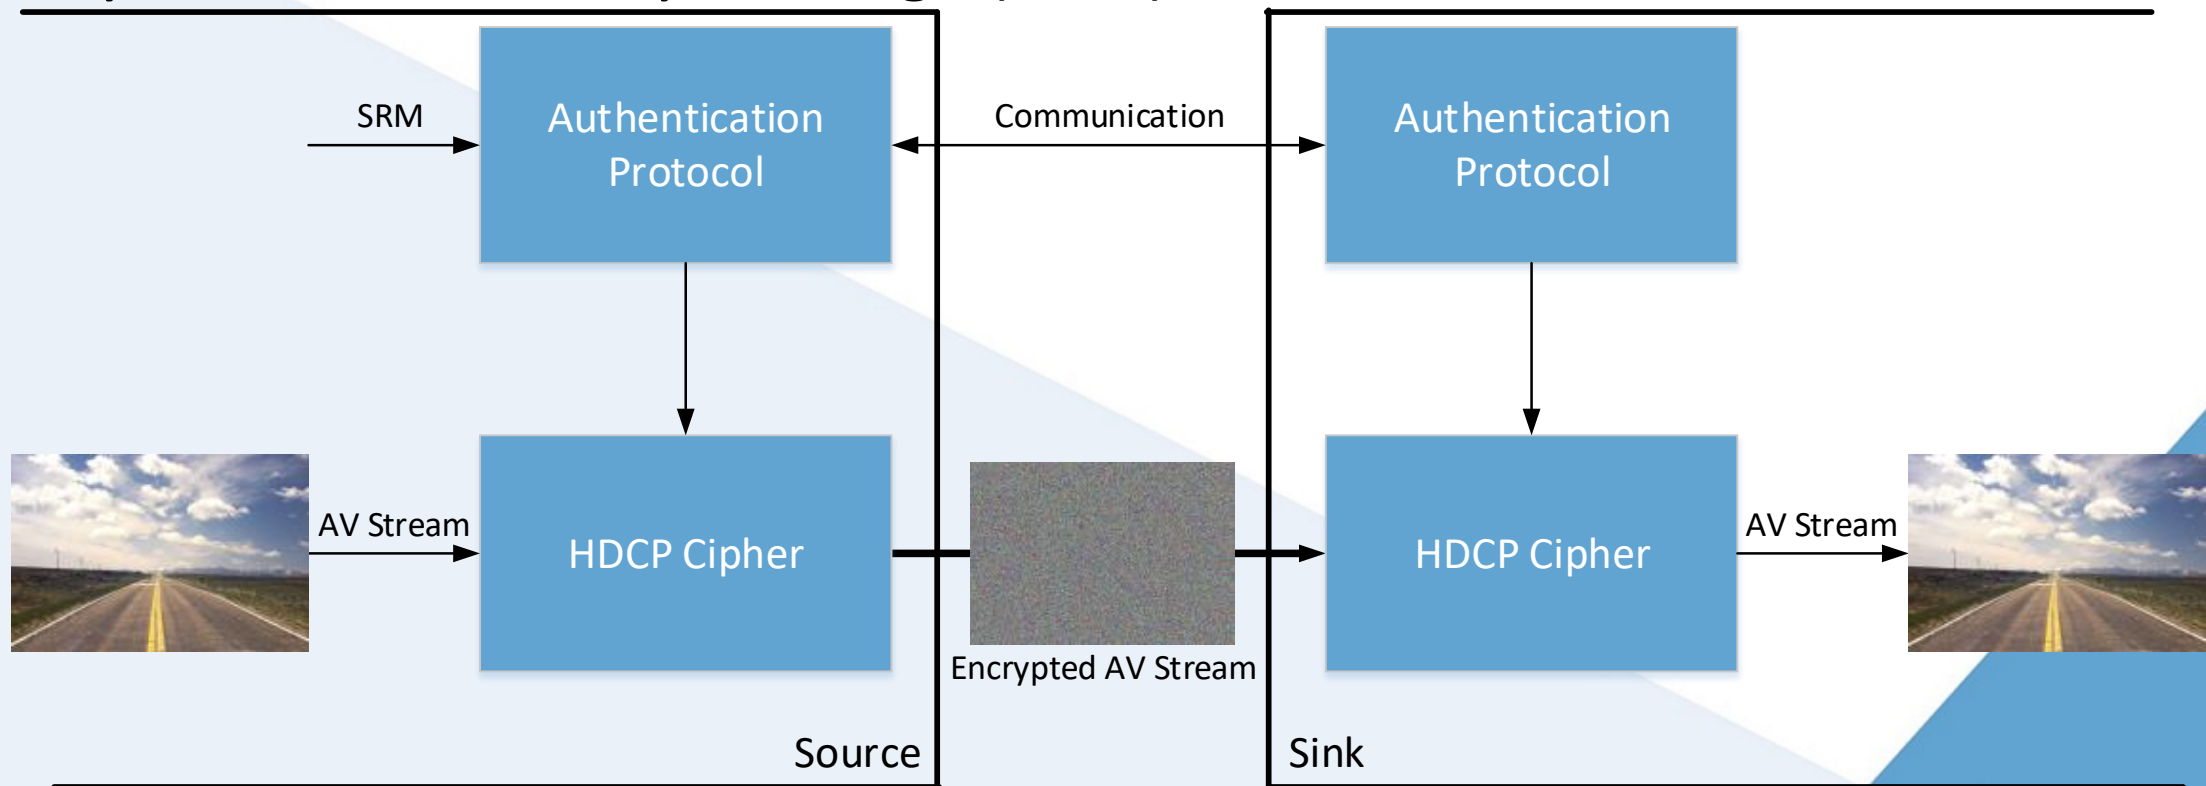 SRM
Authentication
Protocol
Communication
Authentication
Protocol
AV Stream
HDCP Cipher
Encrypted AV Stream
HDCP Cipher
AV Stream
Source
Sink